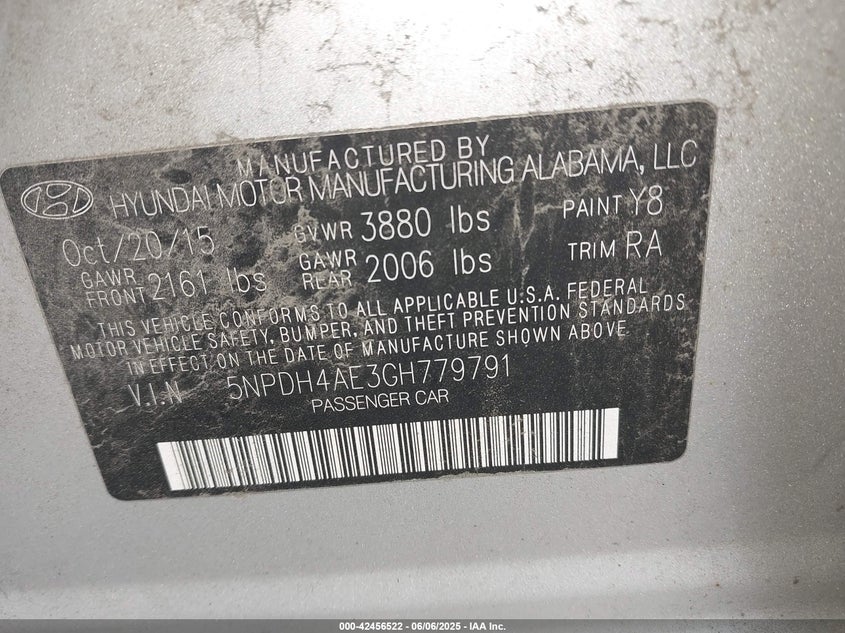 MANUFACTURED BY
HYUNDAI MOTOR MANUFACTURING ALABAMA, LLC
Oct/20/15 GVWR 3880 lbs PAINT Y8
GAWR FRONT 2161 lbs GAWR REAR 2006 lbs TRIM RA
THIS VEHICLE CONFORMS TO ALL APPLICABLE U.S.A. FEDERAL
MOTOR VEHICLE SAFETY, BUMPER, AND THEFT PREVENTION STANDARDS
IN EFFECT ON THE DATE OF MANUFACTURE SHOWN ABOVE.
V.I.N 5NPDH4AE3GH779791
PASSENGER CAR
000-42456522 - 06/06/2025 - IAA Inc.